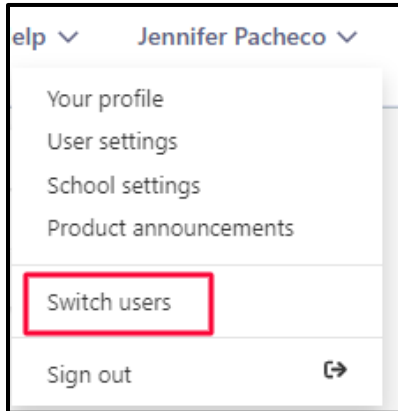 elp Jennifer Pacheco
Your profile
User settings
School settings
Product announcements
Switch users
Sign out